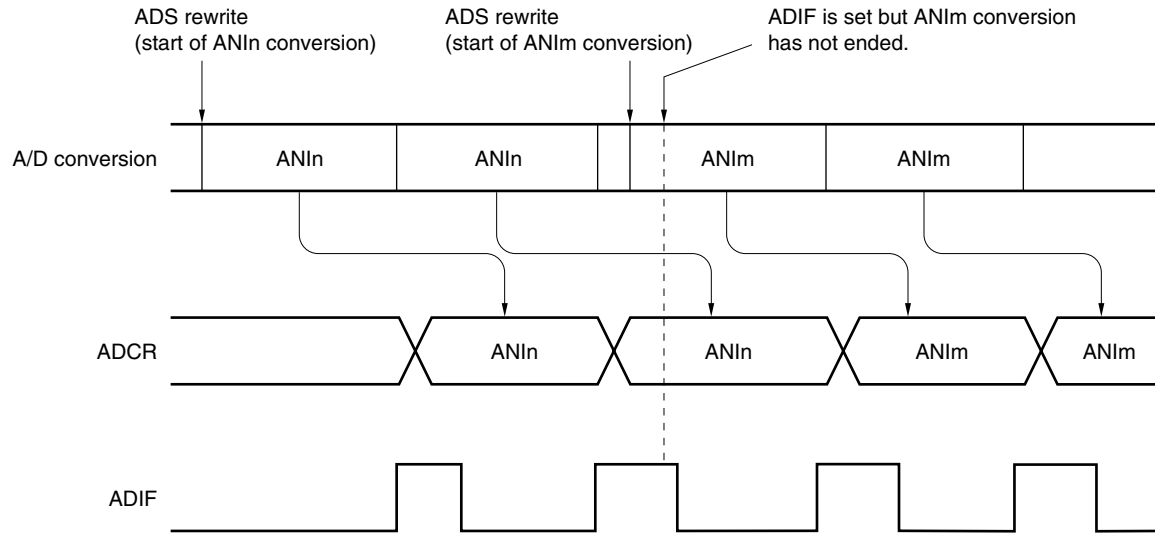 ADS rewrite
(start of ANIn conversion)
ADS rewrite
(start of ANIm conversion)
ADIF is set but ANIm conversion
has not ended.
A/D conversion
ANIn
ANIn
ANIm
ANIm
ADCR
ANIn
ANIn
ANIm
ANIm
ADIF